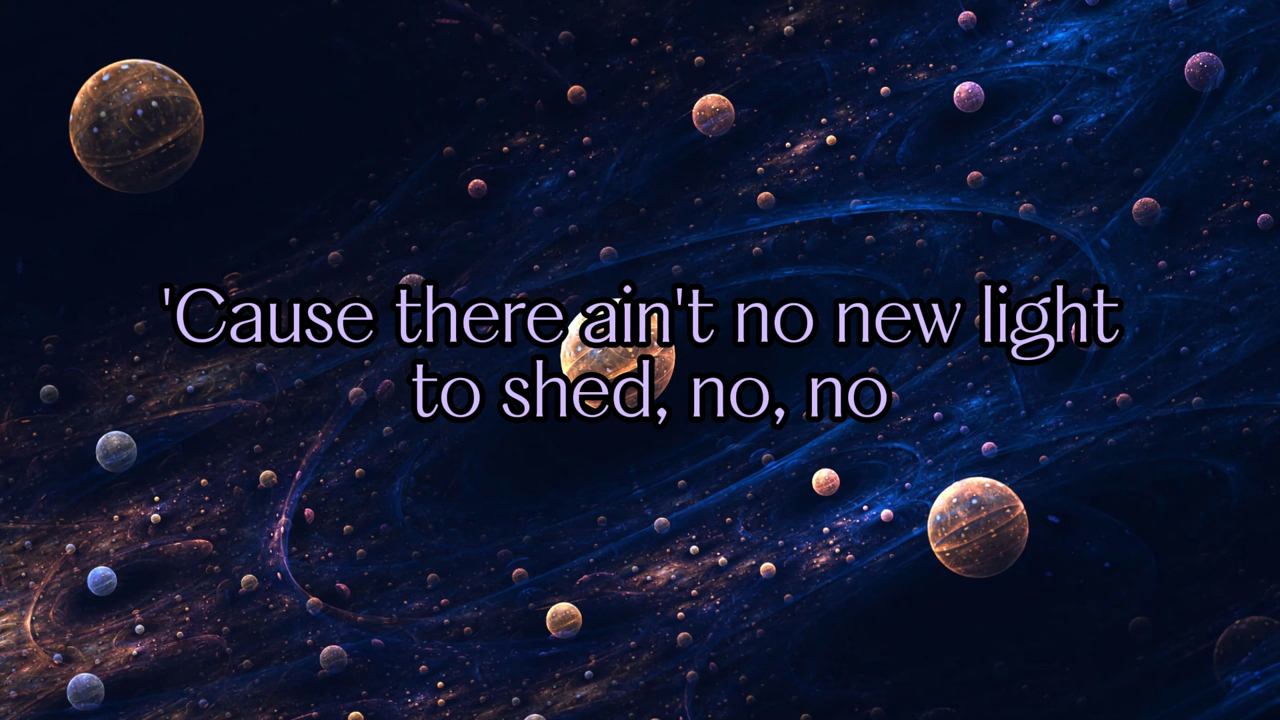 'Cause there ain't no new light
to shed, no, no